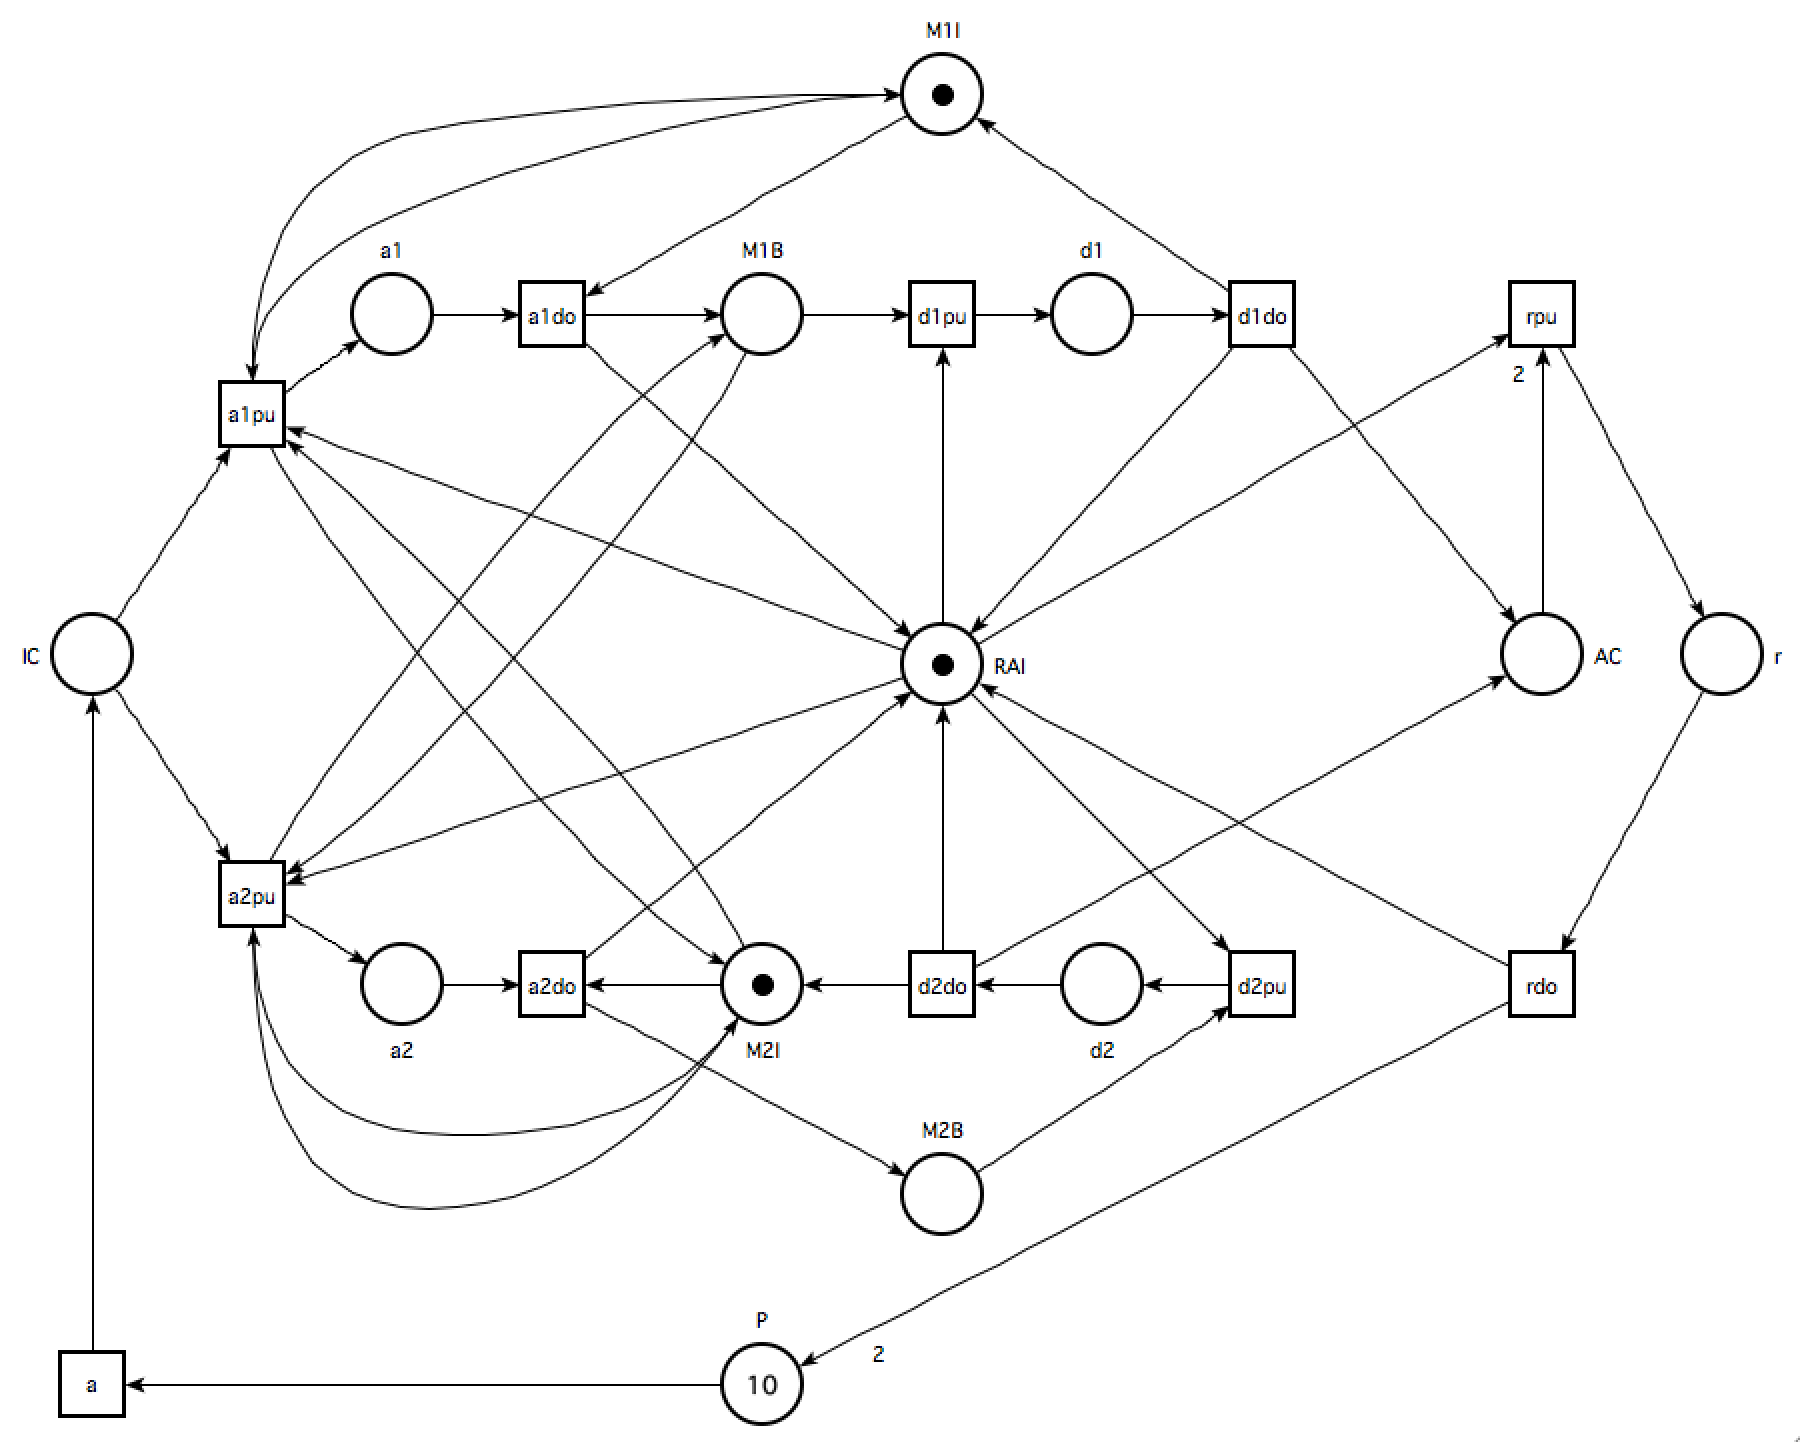 M1I
a1
M1B
d1
a1do
d1pu
d1do
rpu
2
a1pu
IC
RAI
AC
r
a2pu
a2do
d2do
d2pu
rdo
a2
M2I
d2
M2B
P
2
a
10